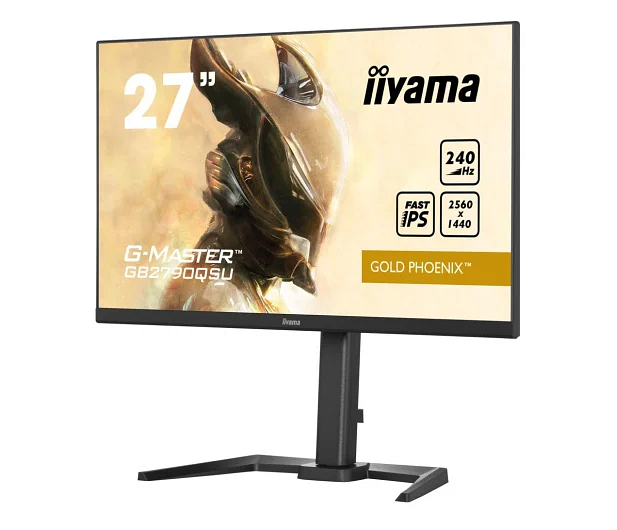 27"
iiyama
240
Hz
FAST
IPS
2560
x
1440
G-MASTER™
GB2790QSU
GOLD PHOENIX™
iiyama